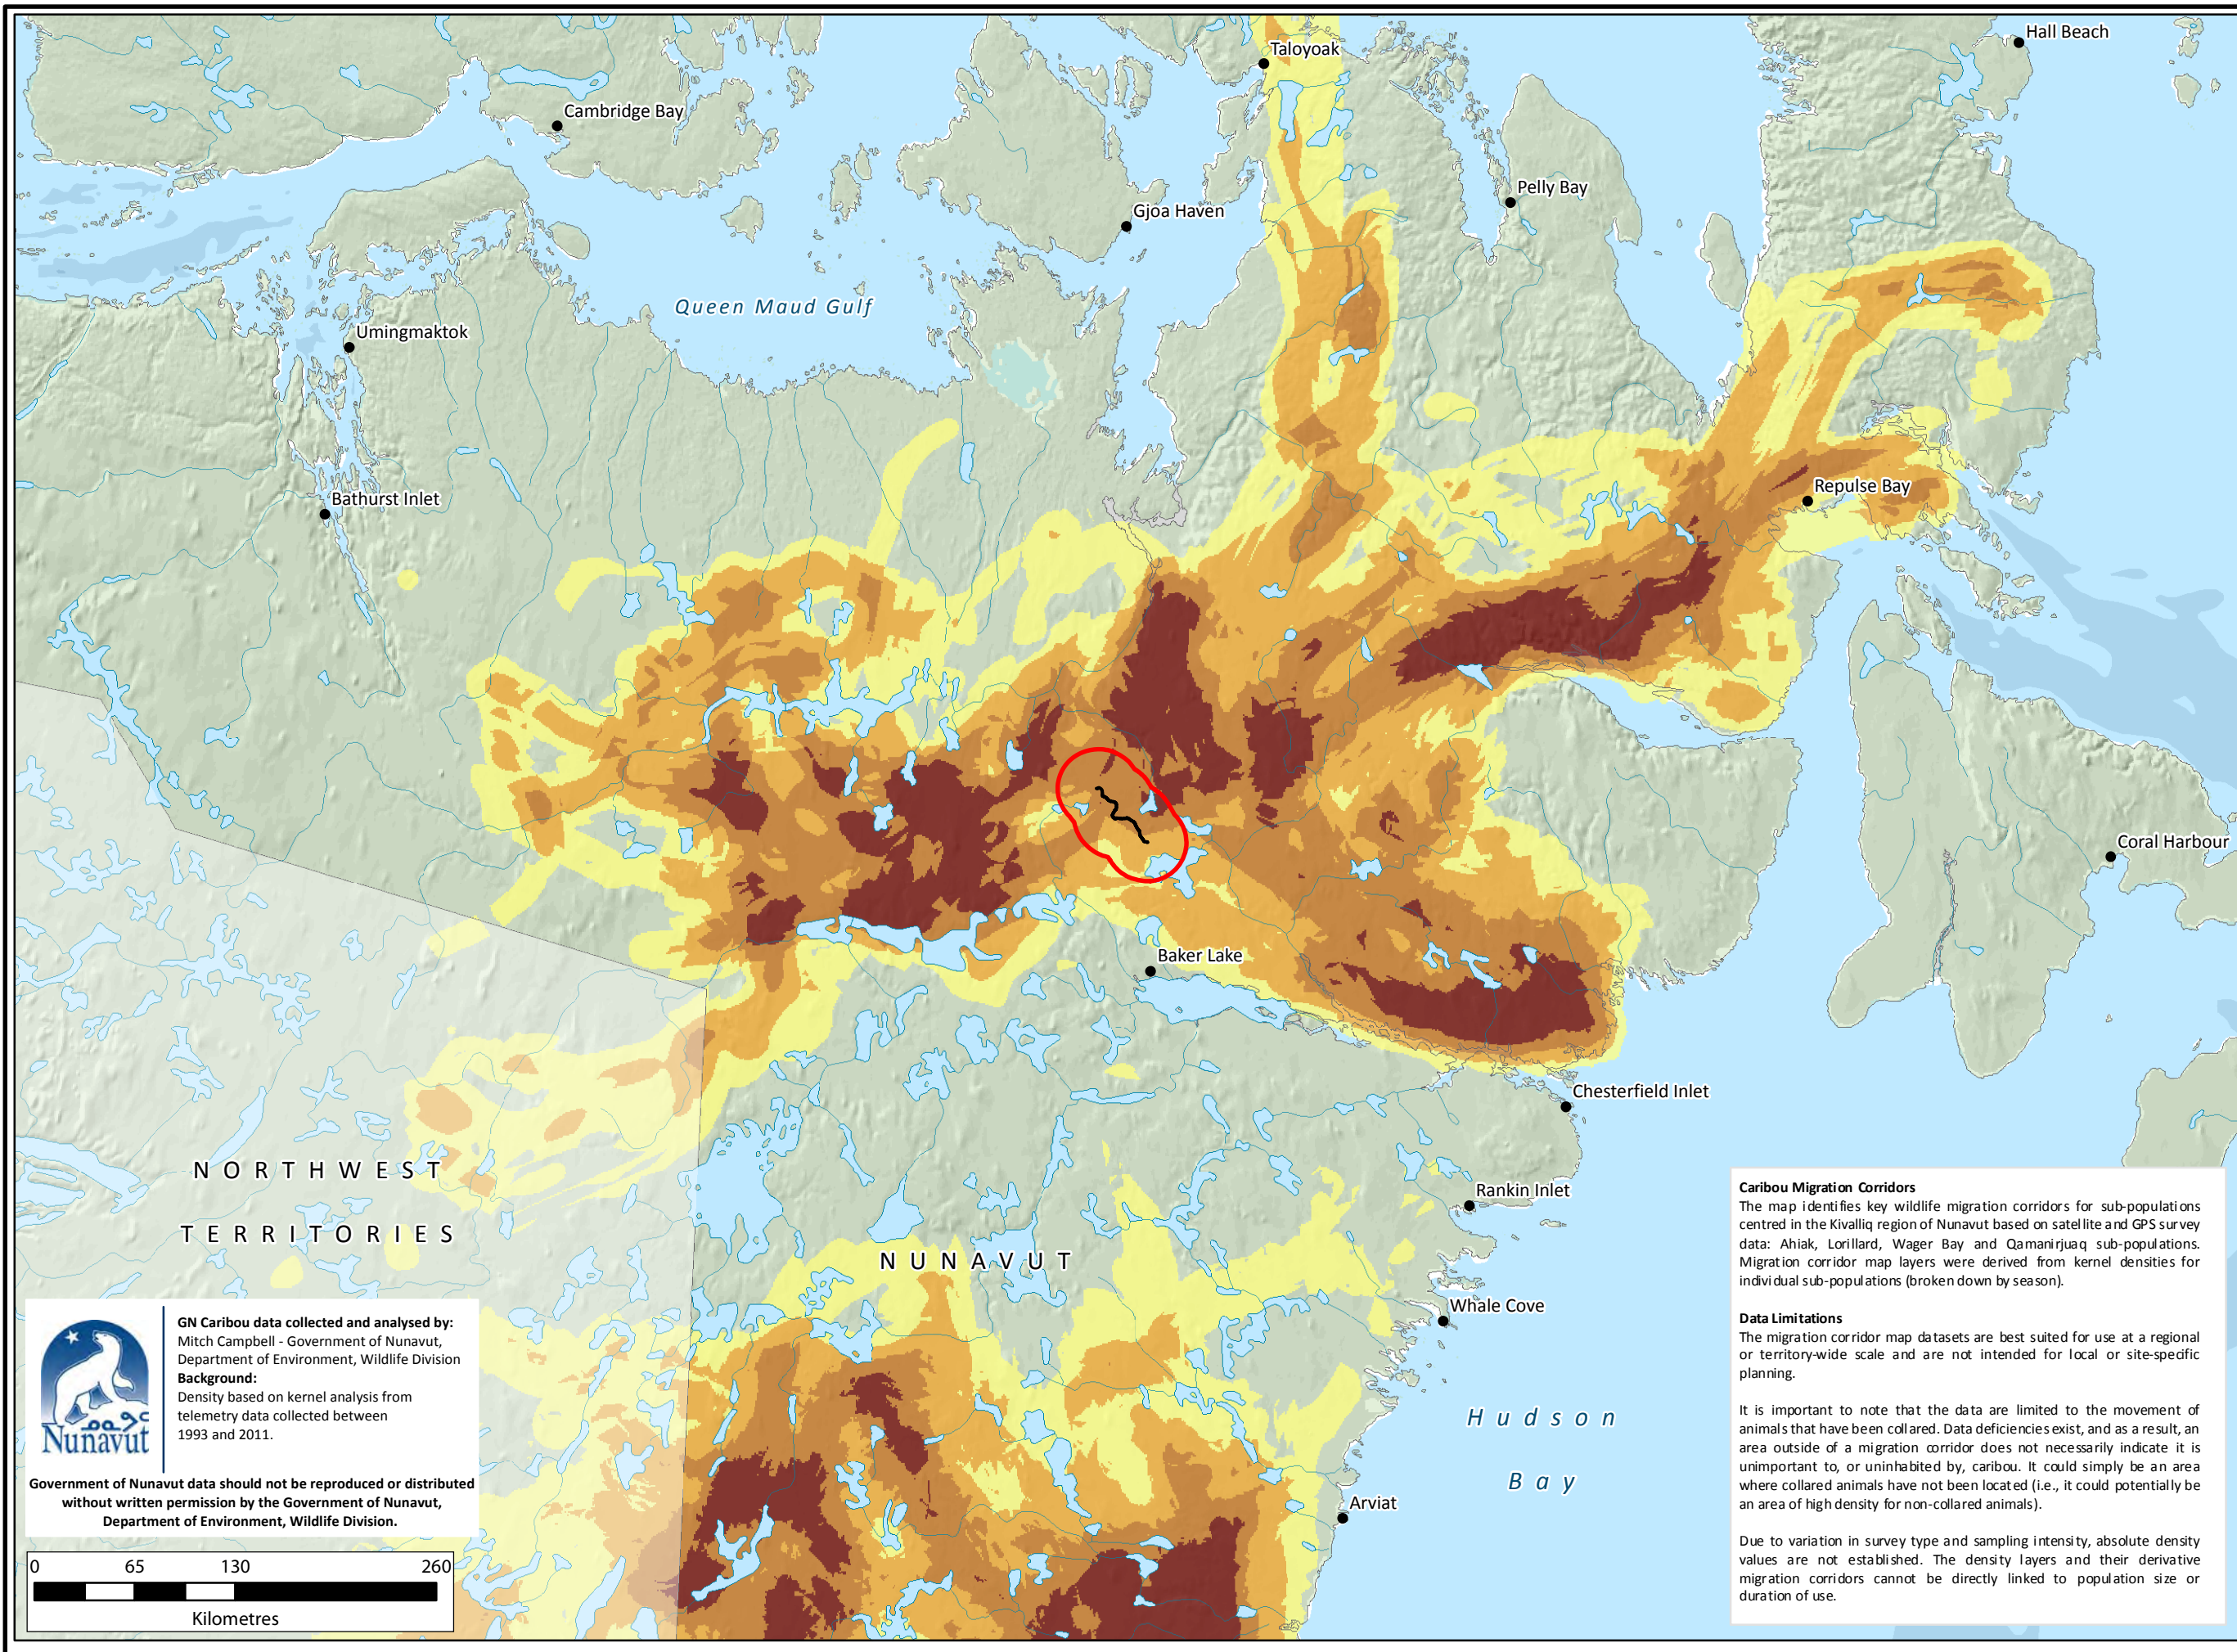 Taloyoak
Hall Beach
Cambridge Bay
Pelly Bay
Gjoa Haven
Queen Maud Gulf
Umingmaktok
Repulse Bay
Bathurst Inlet
Coral Harbour
Baker Lake
Chesterfield Inlet
NORTHWEST
TERRITORIES
Rankin Inlet
NUNAVUT
Whale Cove
Hudson
Bay
Arviat
Caribou Migration Corridors
The map identifies key wildlife migration corridors for sub-populations
centred in the Kivalliq region of Nunavut based on satellite and GPS survey
data: Ahiak, Lorillard, Wager Bay and Qamanirjuaq sub-populations.
Migration corridor map layers were derived from kernel densities for
individual sub-populations (broken down by season).
Data Limitations
The migration corridor map datasets are best suited for use at a regional
or territory-wide scale and are not intended for local or site-specific
planning.
It is important to note that the data are limited to the movement of
animals that have been collared. Data deficiencies exist, and as a result, an
area outside of a migration corridor does not necessarily indicate it is
unimportant to, or uninhabited by, caribou. It could simply be an area
where collared animals have not been located (i.e., it could potentially be
an area of high density for non-collared animals).
Due to variation in survey type and sampling intensity, absolute density
values are not established. The density layers and their derivative
migration corridors cannot be directly linked to population size or
duration of use.
ᓄᓇᕗᑦ
Nunavut
GN Caribou data collected and analysed by:
Mitch Campbell - Government of Nunavut,
Department of Environment, Wildlife Division
Background:
Density based on kernel analysis from
telemetry data collected between
1993 and 2011.
Government of Nunavut data should not be reproduced or distributed
without written permission by the Government of Nunavut,
Department of Environment, Wildlife Division.
0 65 130 260
Kilometres